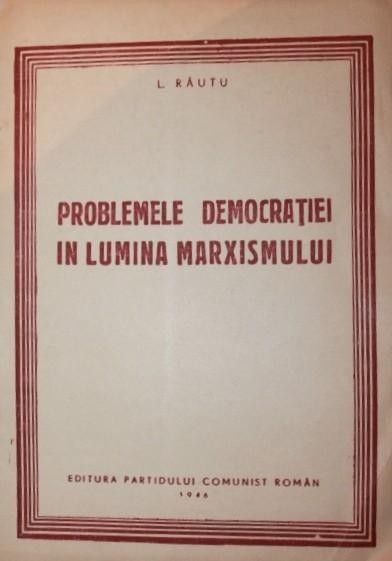 L. RĂUTU
PROBLEMELE DEMOCRAȚIEI
IN LUMINA MARXISMULUI
EDITURA PARTIDULUI COMUNIST ROMÂN
1946